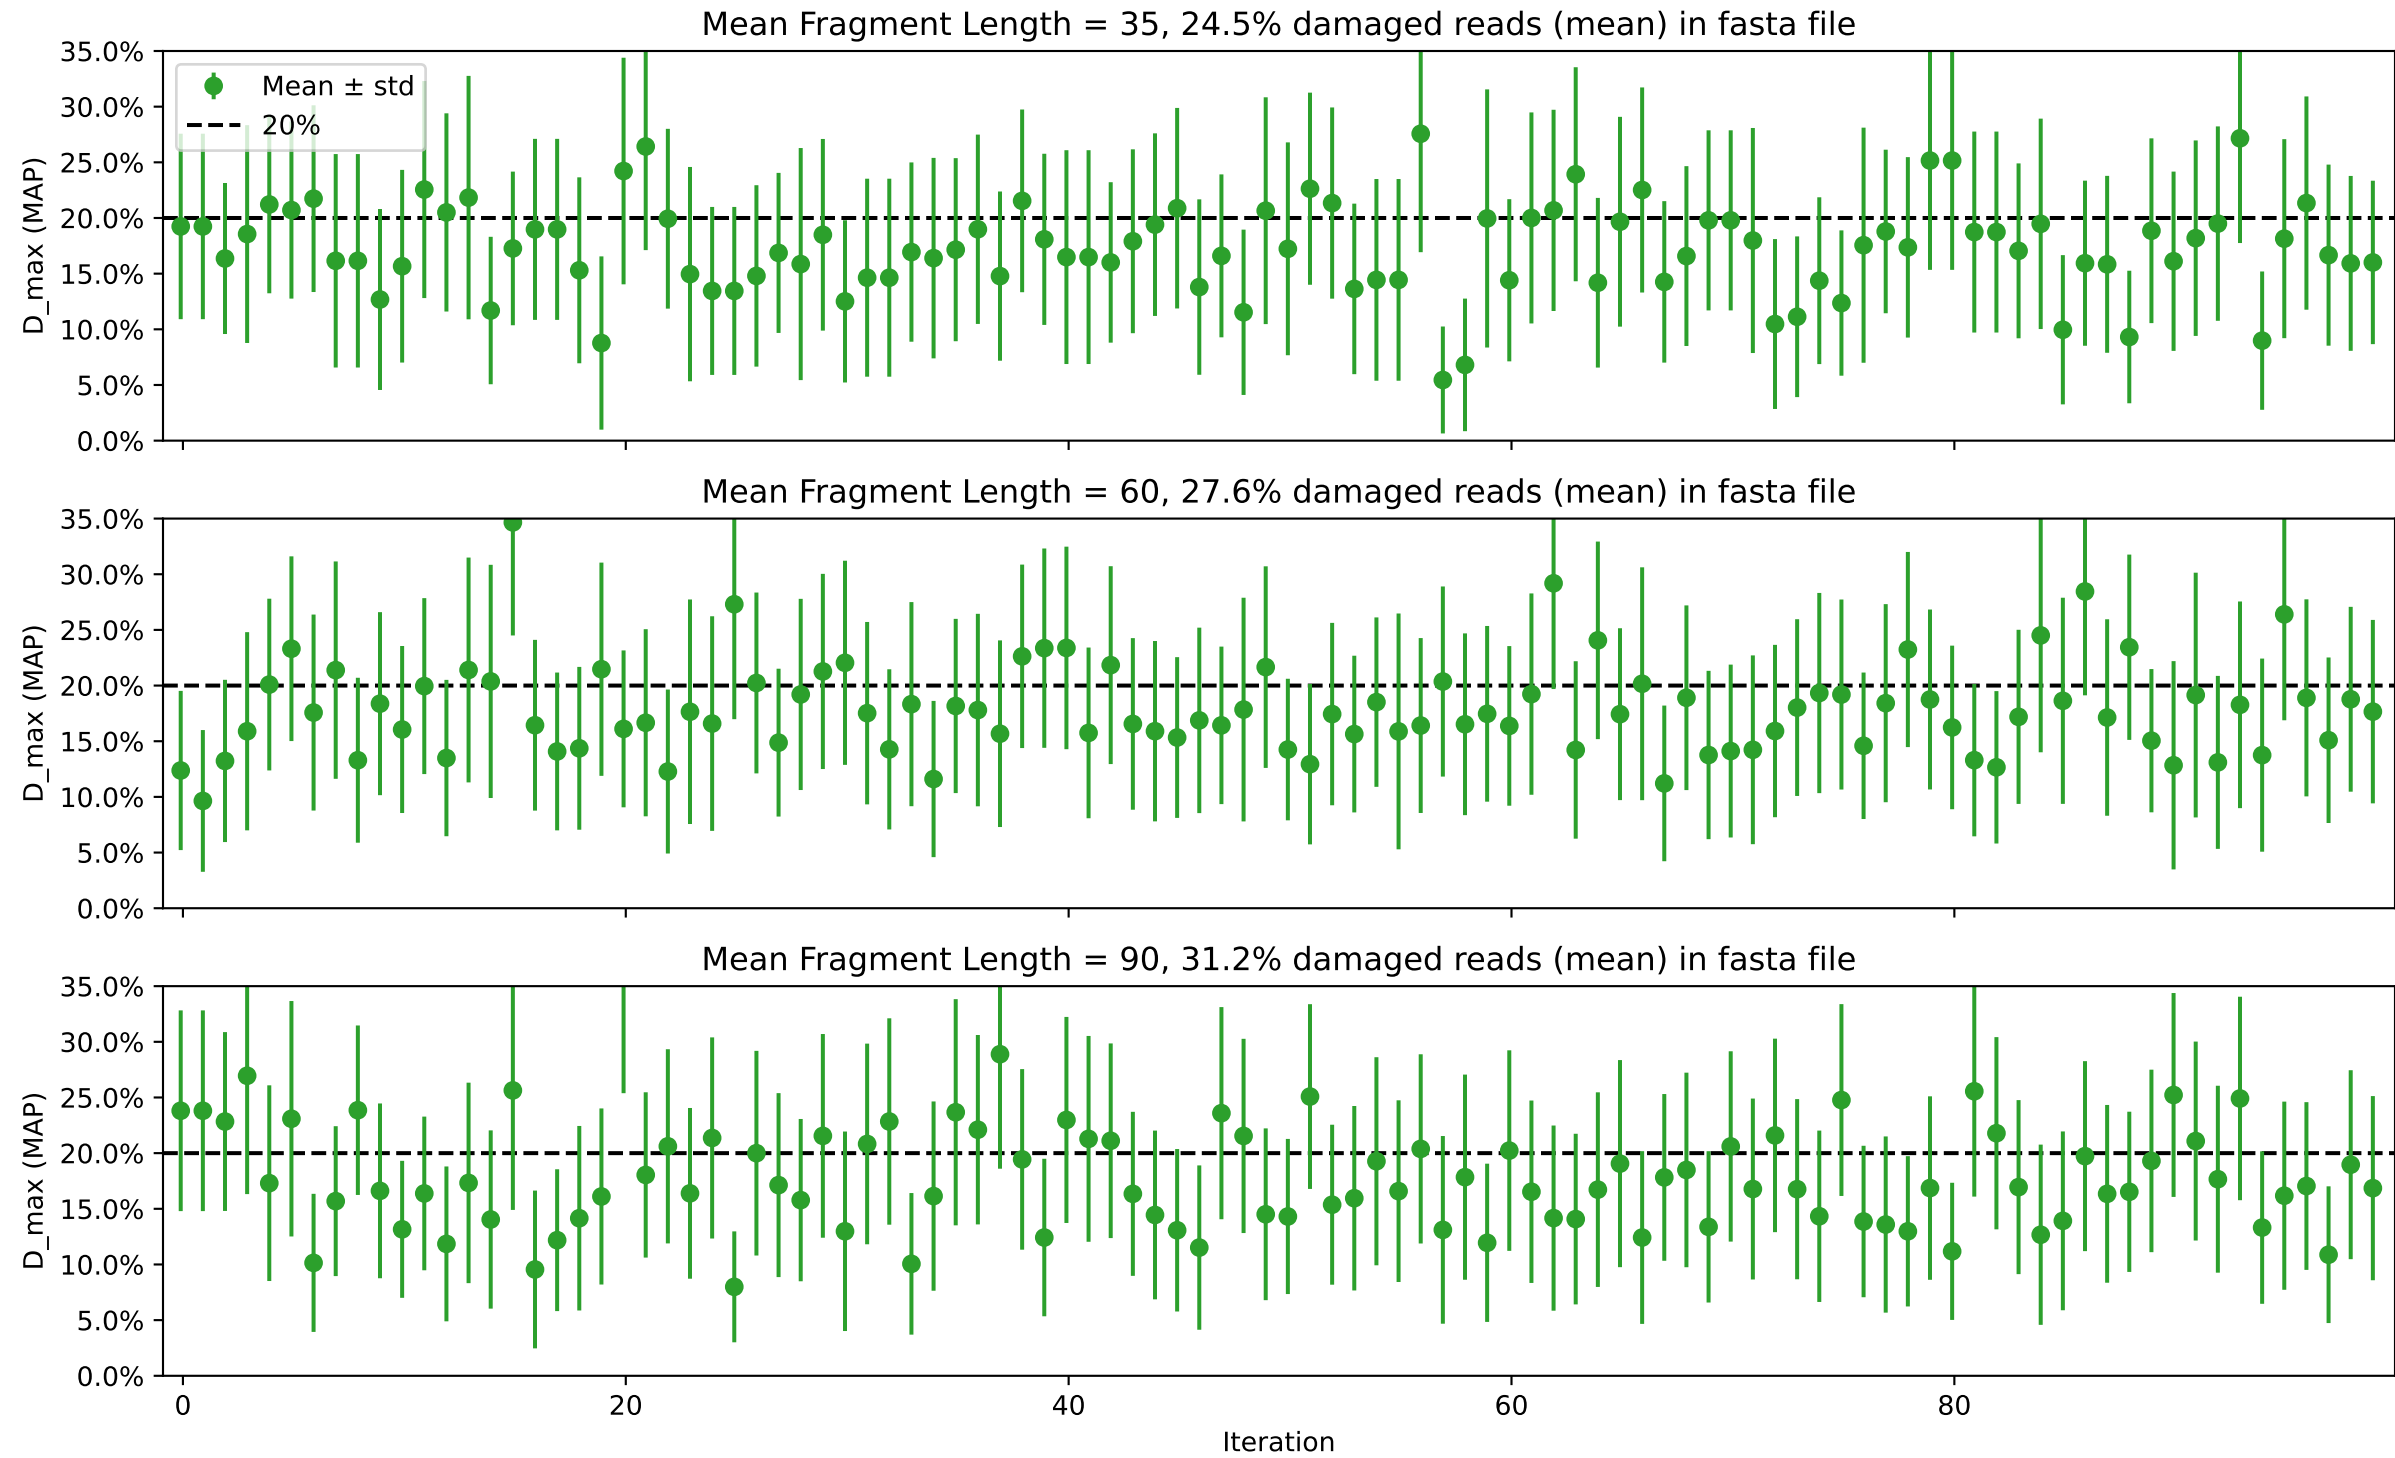 Mean Fragment Length = 35, 24.5% damaged reads (mean) in fasta file
35.0%
30.0%
25.0%
20.0%
15.0%
10.0%
5.0%
0.0%
D_max (MAP)
Mean ± std
20%
Mean Fragment Length = 60, 27.6% damaged reads (mean) in fasta file
35.0%
30.0%
25.0%
20.0%
15.0%
10.0%
5.0%
0.0%
D_max (MAP)
Mean Fragment Length = 90, 31.2% damaged reads (mean) in fasta file
35.0%
30.0%
25.0%
20.0%
15.0%
10.0%
5.0%
0.0%
D_max (MAP)
0 20 40 60 80
Iteration